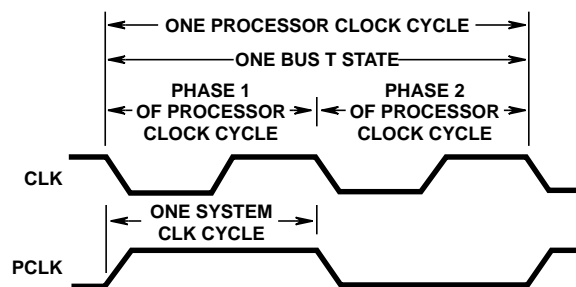 ONE PROCESSOR CLOCK CYCLE
ONE BUS T STATE
PHASE 1
OF PROCESSOR
CLOCK CYCLE
PHASE 2
OF PROCESSOR
CLOCK CYCLE
CLK
ONE SYSTEM
CLK CYCLE
PCLK